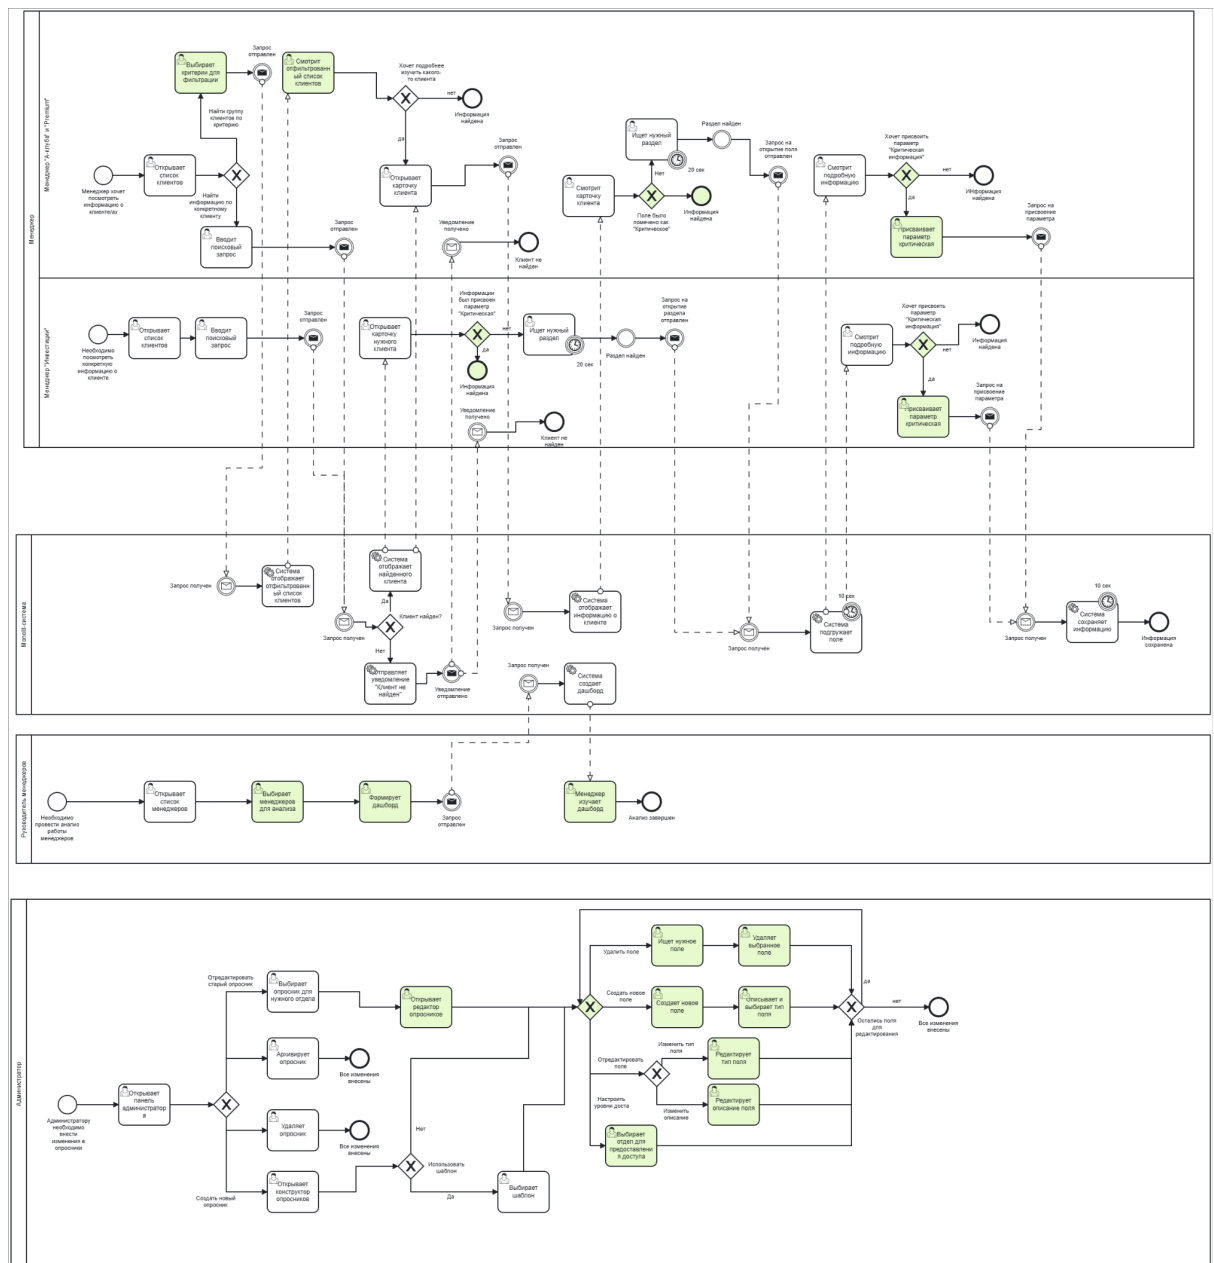 Менеджер
Менеджер "А-клуба" и "Premium"
Менеджер хочет
посмотреть
информацию о
клиенте/ах
Открывает
список
клиентов
Найти группу
клиентов по
критерию
Найти
информацию по
конкретному
клиенту
Выбирает
критерии для
фильтрации
Запрос
отправлен
Вводит
поисковый
запрос
Запрос
отправлен
Смотрит
отфильтрованн
ый список
клиентов
Хочет подробнее
изучить какого-
то клиента
нет
Информация
найдена
да
Открывает
карточку
клиента
Запрос
отправлен
Уведомление
получено
Клиент не
найден
Смотрит
карточку
клиента
Поле было
помечено как
"Критическое"
Информация
найдена
Нет
Ищет нужный
раздел
20 сек
Раздел найден
Запрос на
открытие поля
отправлен
Смотрит
подробную
информацию
Хочет присвоить
параметр
"Критическая
информация"
нет
ИНформация
найдена
да
Присваивает
параметр
критическая
Запрос на
присвоение
параметра
Менеджер "Инвестации"
Необходимо
посмотреть
конкретную
информацию о
клиенте
Открывает
список
клиентов
Вводит
поисковый
запрос
Запрос
отправлен
Открывает
карточку
нужного
клиента
Информации
был присвоен
параметр
"Критическая"
нет
да
Информация
найдена
Ищет нужный
раздел
20 сек
Раздел найден
Запрос на
открытие
раздела
отправлен
Уведомление
получено
Клиент не
найден
Смотрит
подробную
информацию
Хочет присвоить
параметр
"Критическая
информация"
нет
Информация
найдена
да
Присваивает
параметр
критическая
Запрос на
присвоение
параметра
Запрос получен
Система
отображает
отфильтрованн
ый список
клиентов
Запрос получен
Клиент найден?
Да
Система
отображает
найденного
клиента
Нет
Отправляет
уведомление
"Клиент не
найден"
Уведомление
отправлено
Запрос получен
Система
отображает
информацию о
клиенте
Запрос получен
Система
создает
дашборд
Запрос получен
10 сек
Система
подгружает
поле
Запрос получен
10 сек
Система
сохраняет
информацию
Информация
сохранена
Руководитель менеджеров
Необходимо
провести анализ
работы
менеджеров
Открывает
список
менеджеров
Выбирает
менеджеров
для анализа
Формирует
дашборд
Запрос
отправлен
Менеджер
изучает
дашборд
Анализ завершен
Администратор
Администратору
необходимо
внести
изменения в
опросники
Открывает
панель
администратор
а
Отредактировать
старый опросник
Выбирает
опросник для
нужного отдела
Открывает
редактор
опросников
Архивирует
опросник
Все изменения
внесены
Удаляет
опросник
Все изменения
внесены
Создать новый
опросник
Открывает
конструктор
опросников
Использовать
шаблон
Нет
Да
Выбирает
шаблон
Удалить поле
Ищет нужное
поле
Удаляет
выбранное
поле
Создать новое
поле
Создает новое
поле
Описывает и
выбирает тип
поля
Отредактировать
поле
Изменить тип
поля
Редактирует
тип поля
Изменить
описание
Редактирует
описание поля
Настроить
уровни доста
Выбирает
отдел для
предоставлени
я доступа
да
нет
Остались поля
для
редактирования
Все изменения
внесены